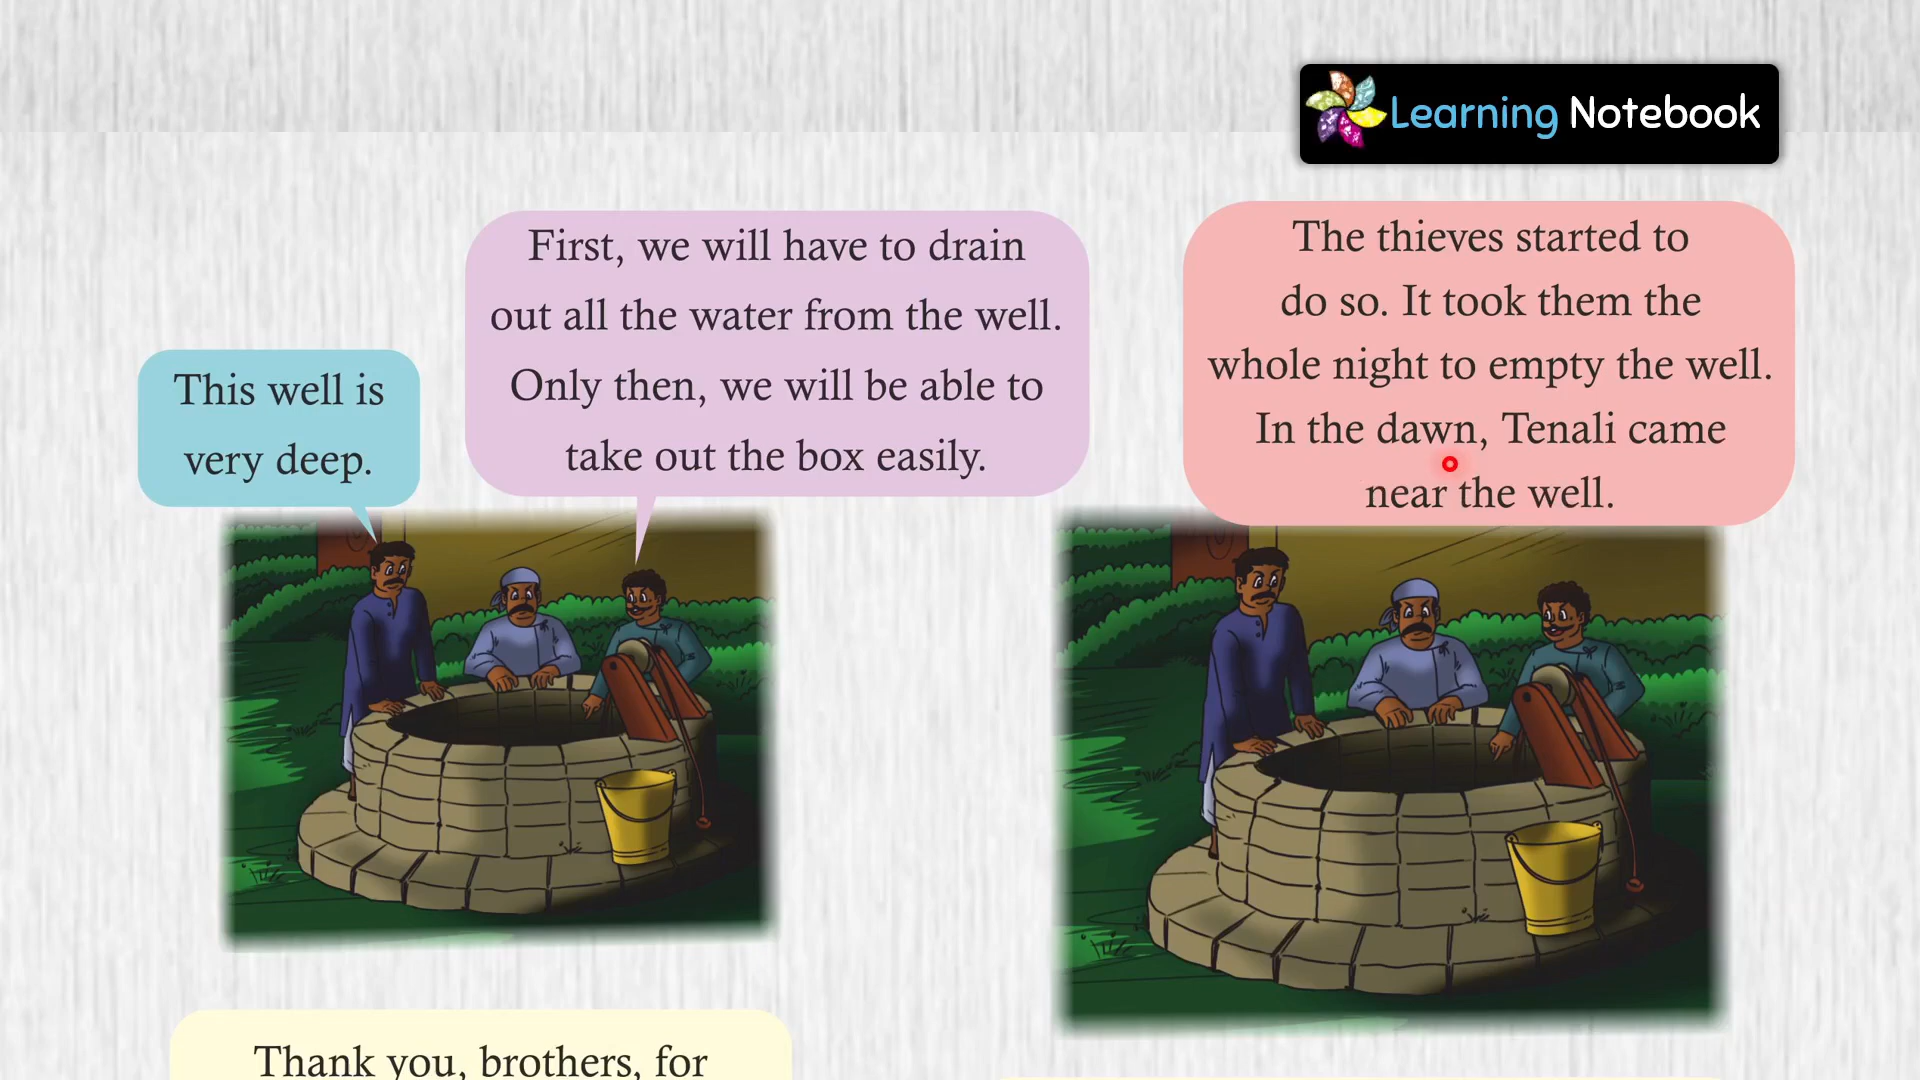 Learning Notebook
This well is
very deep.
First, we will have to drain
out all the water from the well.
Only then, we will be able to
take out the box easily.
The thieves started to
do so. It took them the
whole night to empty the well.
In the dawn, Tenali came
near the well.
Thank you, brothers, for